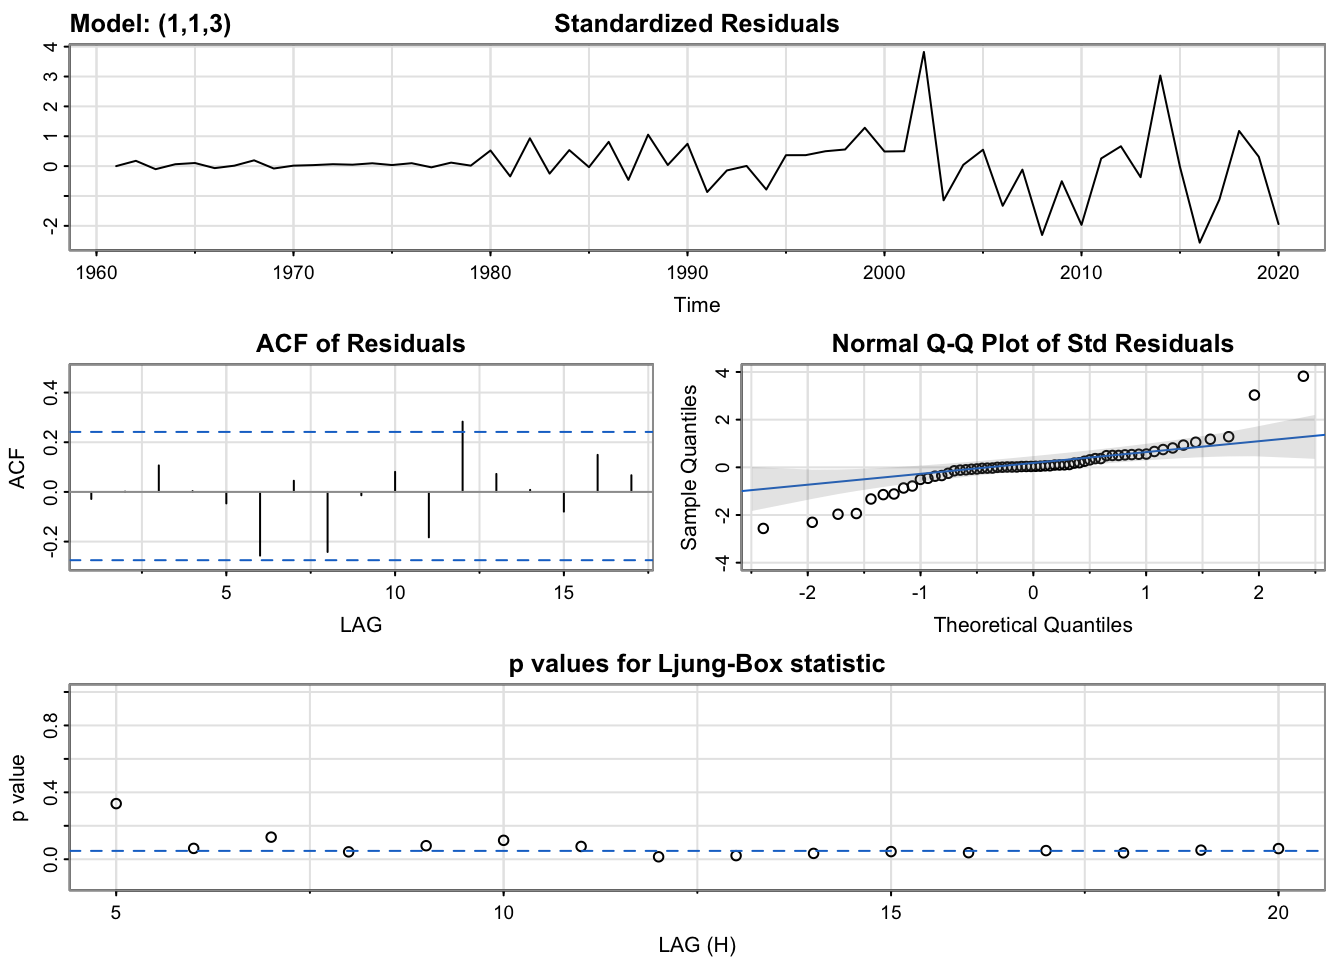 Model: (1,1,3) Standardized Residuals
4
3
2
1
0
-2
1960 1970 1980 1990 2000 2010 2020
Time
ACF of Residuals
ACF
0.4
0.2
0.0
-0.2
5 10 15
LAG
Normal Q-Q Plot of Std Residuals
Sample Quantiles
4
2
0
-2
-4
-2 -1 0 1 2
Theoretical Quantiles
p values for Ljung-Box statistic
p value
0.8
0.4
0.0
5 10 15 20
LAG (H)